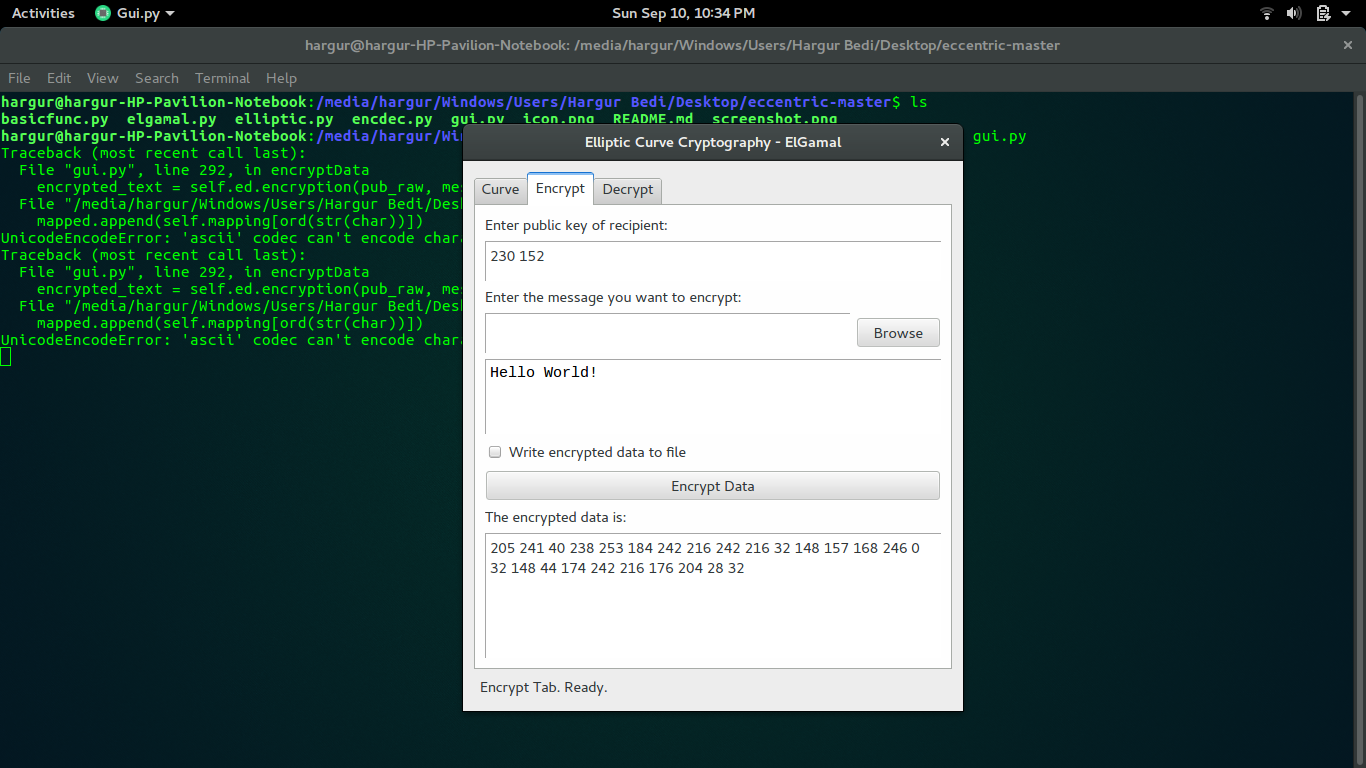 Activities Gui.py Sun Sep 10, 10:34 PM
hargur@hargur-HP-Pavilion-Notebook: /media/hargur/Windows/Users/Hargur Bedi/Desktop/eccentric-master
File Edit View Search Terminal Help
hargur@hargur-HP-Pavilion-Notebook:/media/hargur/Windows/Users/Hargur Bedi/Desktop/eccentric-master$ ls
basicfunc.py elgamal.py elliptic.py encdec.py gui.py icon.png README.md screenshot.png
hargur@hargur-HP-Pavilion-Notebook:/media/hargur/Wi gui.py
Traceback (most recent call last):
File "gui.py", line 292, in encryptData
encrypted_text = self.ed.encryption(pub_raw, me
File "/media/hargur/Windows/Users/Hargur Bedi/Des
mapped.append(self.mapping[ord(str(char))])
UnicodeEncodeError: 'ascii' codec can't encode char
Traceback (most recent call last):
File "gui.py", line 292, in encryptData
encrypted_text = self.ed.encryption(pub_raw, me
File "/media/hargur/Windows/Users/Hargur Bedi/Des
mapped.append(self.mapping[ord(str(char))])
UnicodeEncodeError: 'ascii' codec can't encode char
Elliptic Curve Cryptography - ElGamal
Curve Encrypt Decrypt
Enter public key of recipient:
230 152
Enter the message you want to encrypt:
Browse
Hello World!
Write encrypted data to file
Encrypt Data
The encrypted data is:
205 241 40 238 253 184 242 216 242 216 32 148 157 168 246 0
32 148 44 174 242 216 176 204 28 32
Encrypt Tab. Ready.